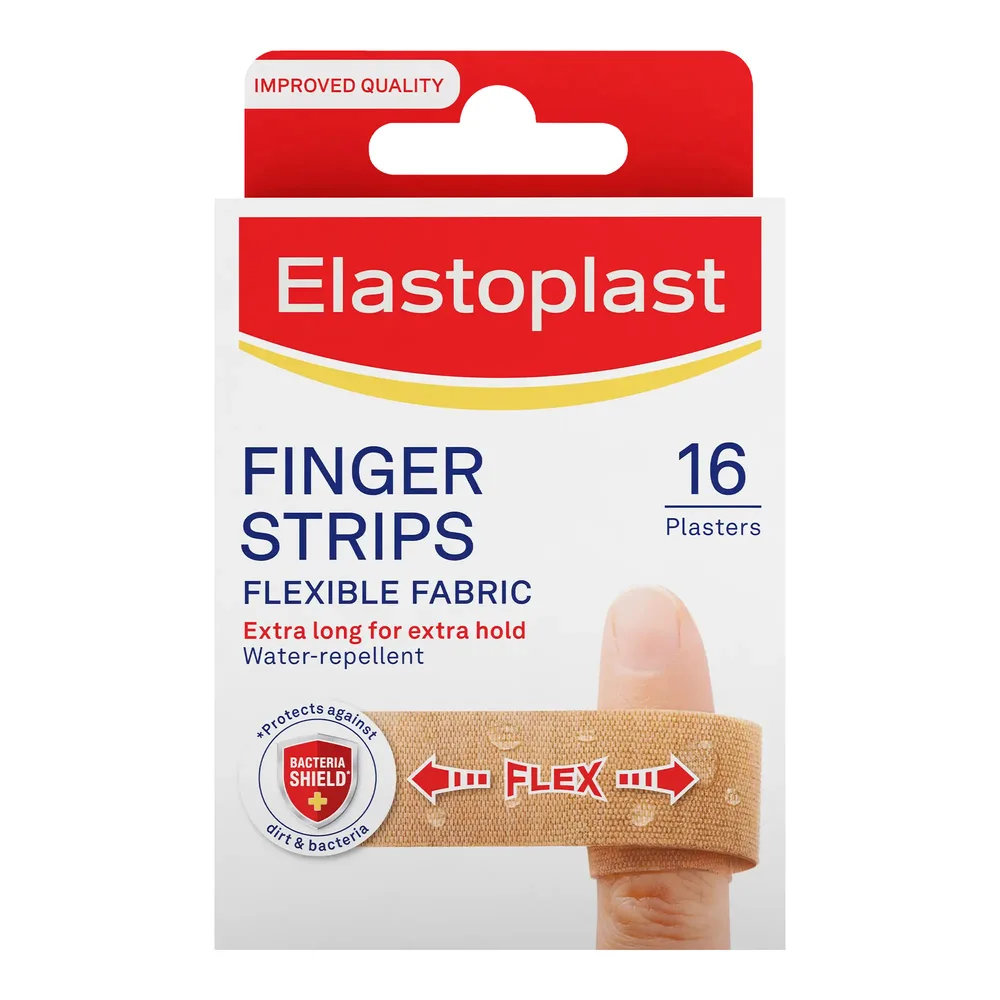 IMPROVED QUALITY
Elastoplast
FINGER
STRIPS
16
Plasters
FLEXIBLE FABRIC
Extra long for extra hold
Water-repellent
*Protects against
BACTERIA
SHIELD*
dirt & bacteria
FLEX